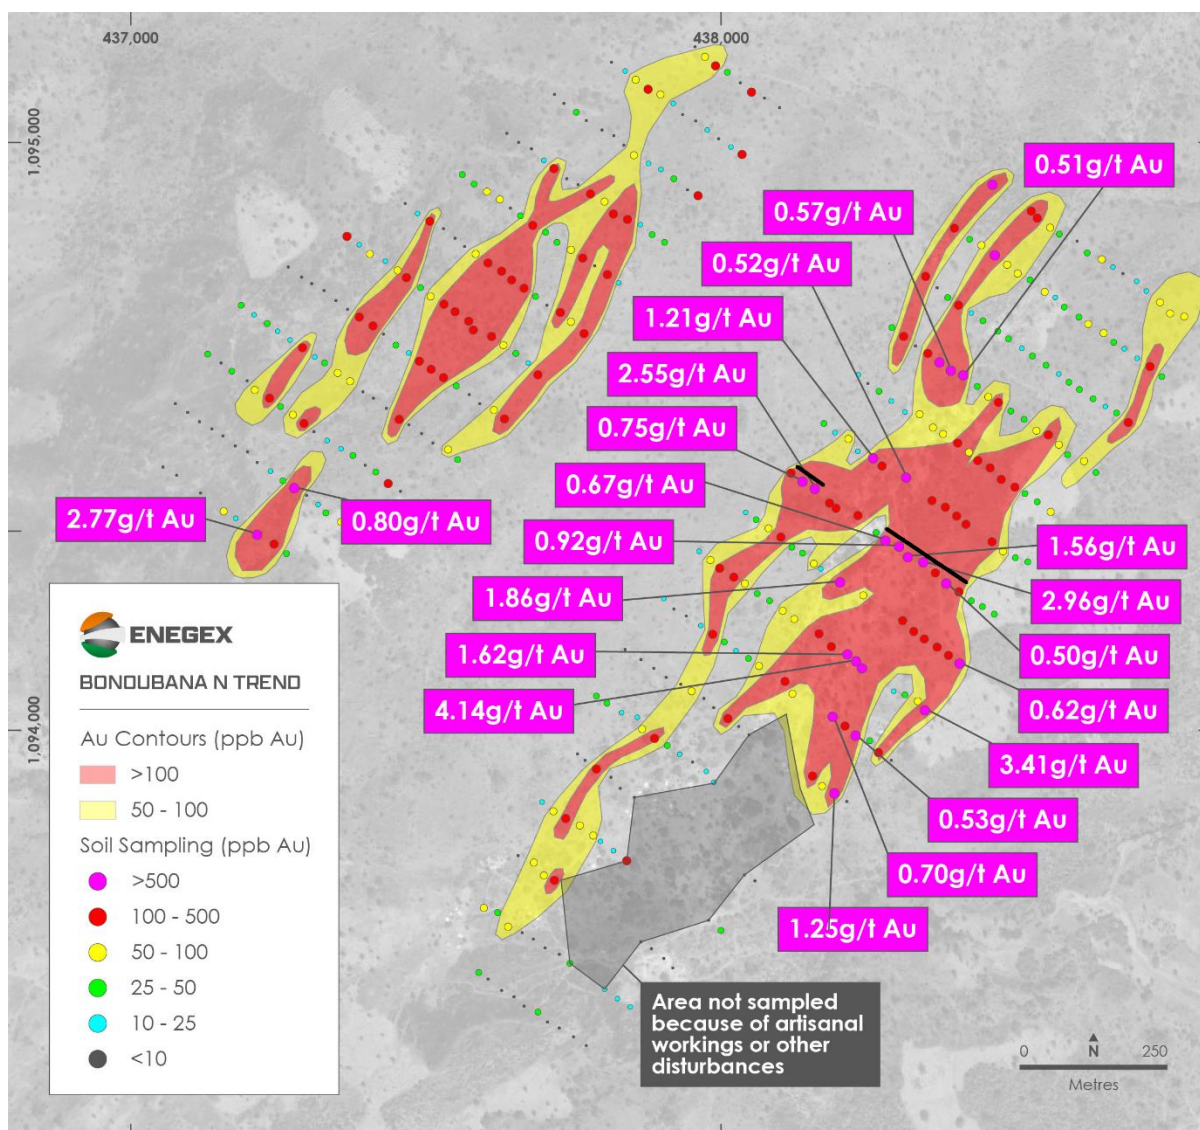 437,000
438,000
1,095,000
0.51g/t Au
0.57g/t Au
0.52g/t Au
1.21g/t Au
2.55g/t Au
0.75g/t Au
0.67g/t Au
2.77g/t Au
0.80g/t Au
0.92g/t Au
1.56g/t Au
1.86g/t Au
2.96g/t Au
1.62g/t Au
0.50g/t Au
4.14g/t Au
0.62g/t Au
1,094,000
3.41g/t Au
0.53g/t Au
0.70g/t Au
1.25g/t Au
ENEGEX
BONDUBANA N TREND
Au Contours (ppb Au)
>100
50 - 100
Soil Sampling (ppb Au)
>500
100 - 500
50 - 100
25 - 50
10 - 25
<10
Area not sampled
because of artisanal
workings or other
disturbances
0 N 250
Metres